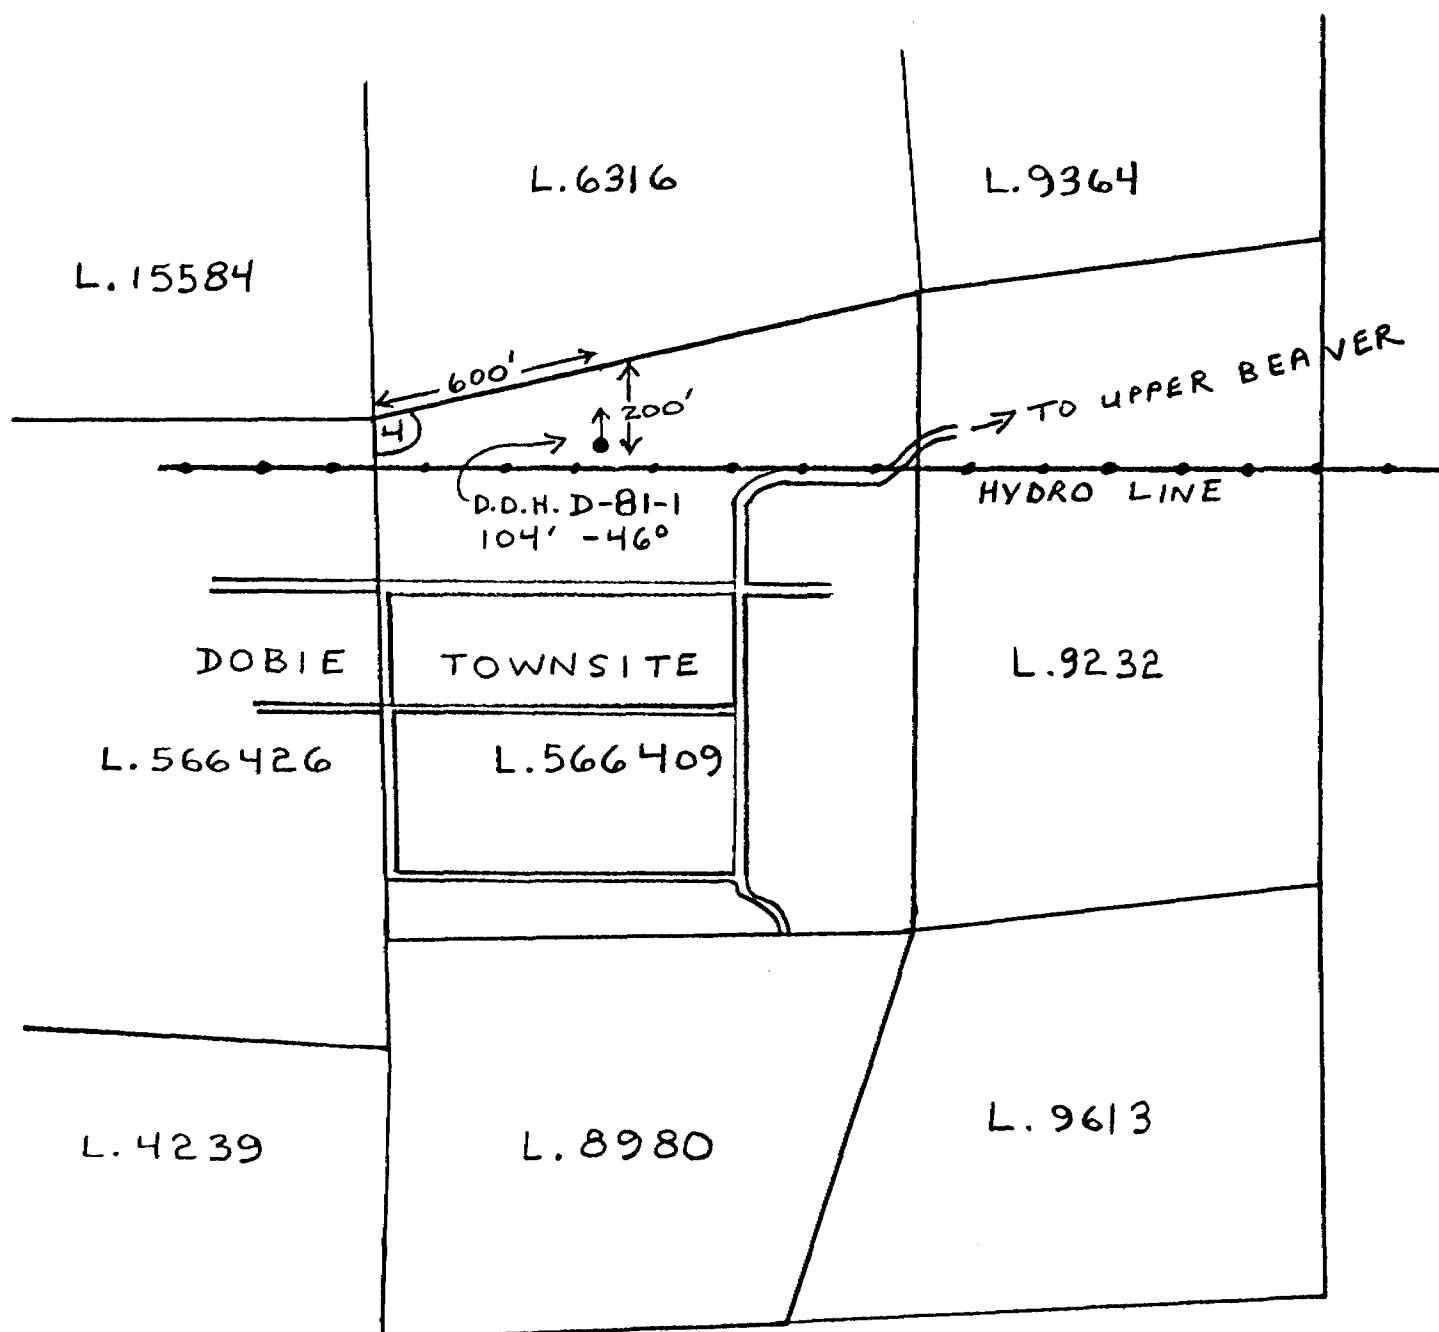 L.6316
L.9364
L.15584
TO UPPER BEAVER
600'
200'
4
HYDRO LINE
D.D.H. D-81-1
104' -46°
DOBIE TOWNSITE
L.9232
L.566426
L.566409
L.9613
L.4239
L.8980